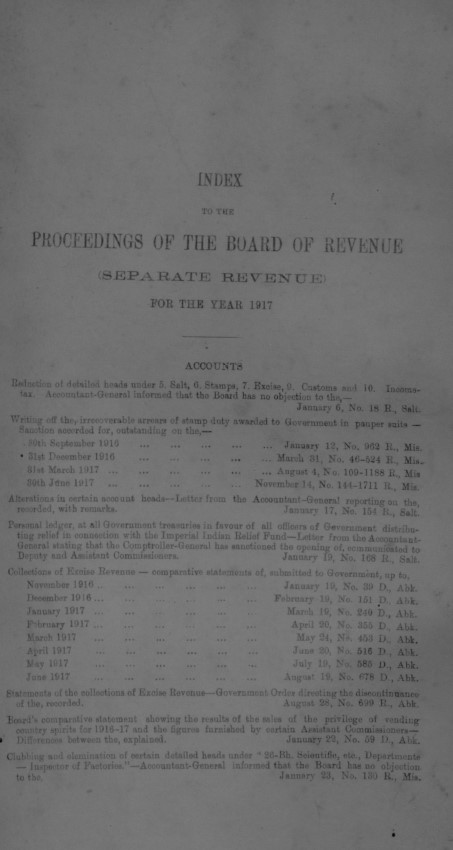 INDEX
TO THE
PROCEEDINGS OF THE BOARD OF REVENUE
(SEPARATE REVENUE)
FOR THE YEAR 1917
ACCOUNTS
Reduction of detailed heads under 5. Salt, 6. Stamps, 7. Excise, 9. Customs and 10. Income-
tax. Accountant-General informed that the Board has no objection to the,—
January 6, No. 18 R., Salt.
Writing off the, irrecoverable arrears of stamp duty awarded to Government in pauper suits —
Sanction accorded for, outstanding on the,—
30th September 1916 ... ... ... ... ... January 12, No. 962 R., Mis.
31st December 1916 ... ... ... ... ... March 31, No. 46-524 R., Mis.
31st March 1917 ... ... ... ... ... ... August 4, No. 109-1188 R., Mis
30th June 1917 ... ... ... ... ... November 14, No. 144-1711 R., Mis.
Alterations in certain account heads—Letter from the Accountant-General reporting on the,
recorded, with remarks. January 17, No. 154 R., Salt.
Personal ledger, at all Government treasuries in favour of all officers of Government distribu-
ting relief in connection with the Imperial Indian Relief Fund—Letter from the Accountant-
General stating that the Comptroller-General has sanctioned the opening of, communicated to
Deputy and Assistant Commissioners. January 19, No. 168 R., Salt.
Collections of Excise Revenue — comparative statements of, submitted to Government, up to,
November 1916 ... ... ... ... ... January 19, No. 39 D., Abk.
December 1916 ... ... ... ... ... February 19, No. 151 D., Abk.
January 1917 ... ... ... ... ... March 19, No. 249 D., Abk.
February 1917 ... ... ... ... ... April 20, No. 355 D., Abk.
March 1917 ... ... ... ... May 24, No. 453 D., Abk.
April 1917 ... ... ... ... June 20, No. 516 D., Abk.
May 1917 ... ... ... ... July 19, No. 585 D., Abk.
June 1917 ... ... ... ... August 18, No. 678 D., Abk.
Statements of the collections of Excise Revenue—Government Order directing the discontinuance
of the, recorded. August 28, No. 699 R., Abk.
Board's comparative statement showing the results of the sales of the privilege of vending
country spirits for 1916-17 and the figures furnished by certain Assistant Commissioners—
Differences between the, explained. January 22, No. 59 D., Abk.
Clubbing and elimination of certain detailed heads under "26-Bh. Scientific, etc., Departments
— Inspector of Factories."—Accountant-General informed that the Board has no objection
to the. January 23, No. 130 R., Mis.